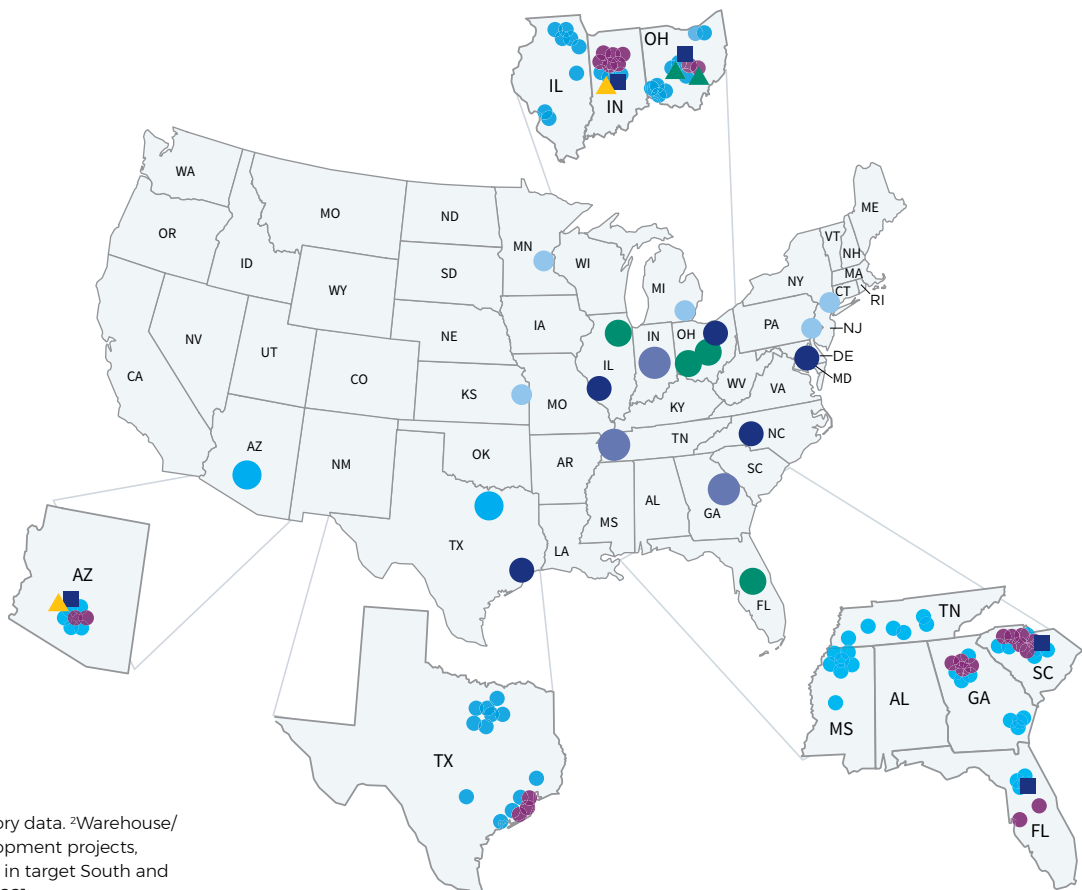 OH
IL
IN
WA
MO
ND
MN
ME
VT
NH
OR
ID
SD
WI
MI
NY
MA
CT
RI
WY
NV
UT
NE
IA
IN
OH
PA
NJ
CA
CO
KS
MO
IL
WV
VA
DE
MD
KY
AZ
NM
OK
AR
TN
NC
SC
TX
LA
MS
AL
GA
FL
AZ
TX
TN
SC
GA
AL
MS
FL
ory data. ²Warehouse/
opment projects,
in target South and